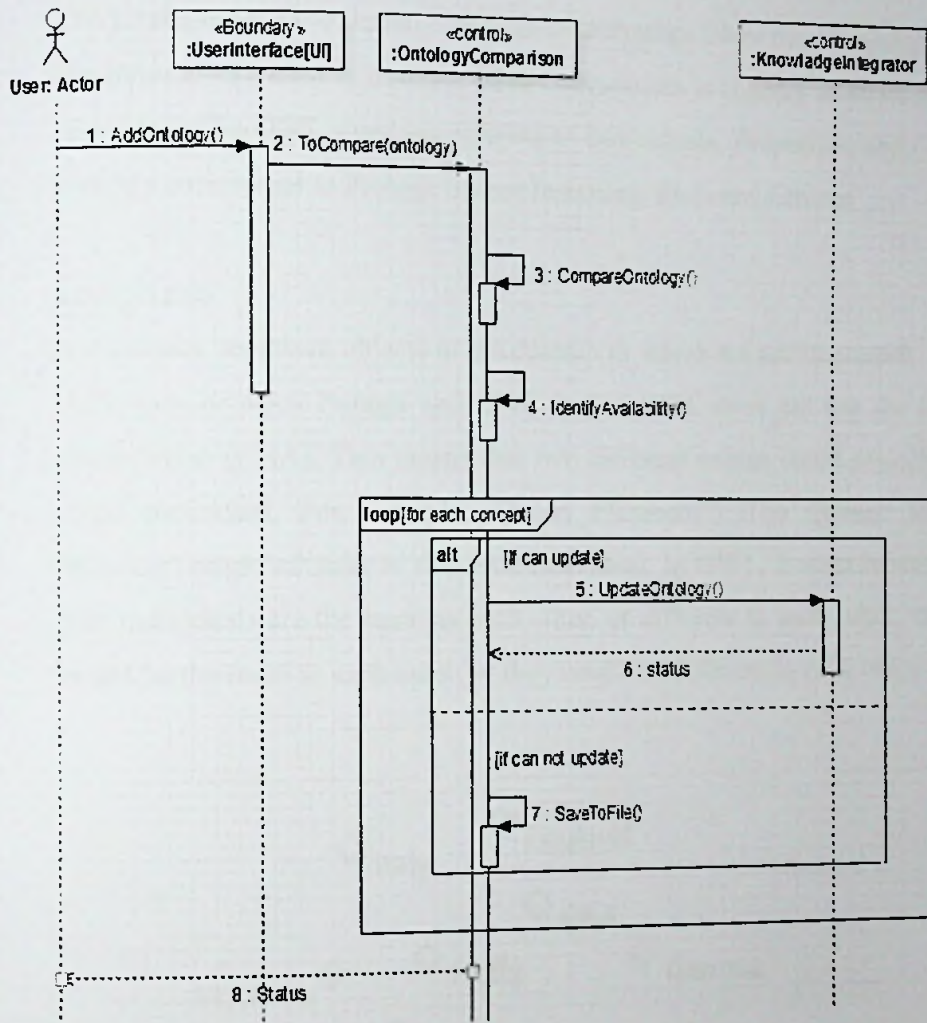 «Boundary»
:UserInterface[UI]
«control»
:OntologyComparison
«control»
:KnowladgeIntegrator
User: Actor
1 : AddOntology()
2 : ToCompare(ontology)
3 : CompareOntology()
4 : IdentifyAvailability()
loop[for each concept]
alt
[if can update]
5 : UpdateOntology()
6 : status
[if can not update]
7 : SaveToFile()
8 : Status